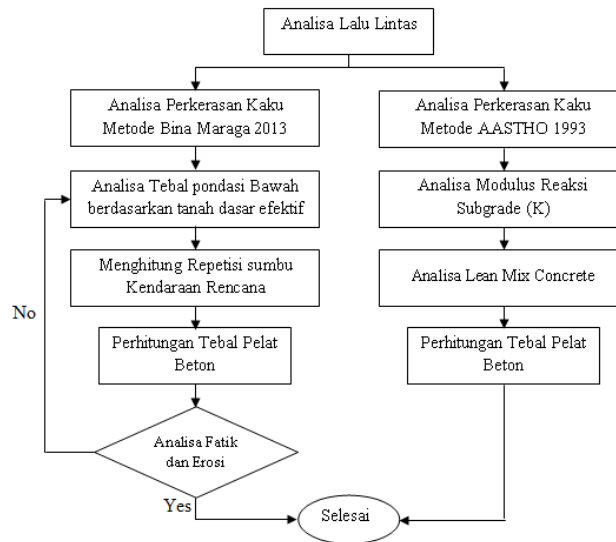 Analisa Lalu Lintas
Analisa Perkerasan Kaku
Metode Bina Maraga 2013
Analisa Perkerasan Kaku
Metode AASTHO 1993
Analisa Tebal pondasi Bawah
berdasarkan tanah dasar efektif
Analisa Modulus Reaksi
Subgrade (K)
Menghitung Repetisi sumbu
Kendaraan Rencana
Analisa Lean Mix Concrete
No
Perhitungan Tebal Pelat
Beton
Perhitungan Tebal Pelat
Beton
Analisa Fatik
dan Erosi
Yes
Selesai